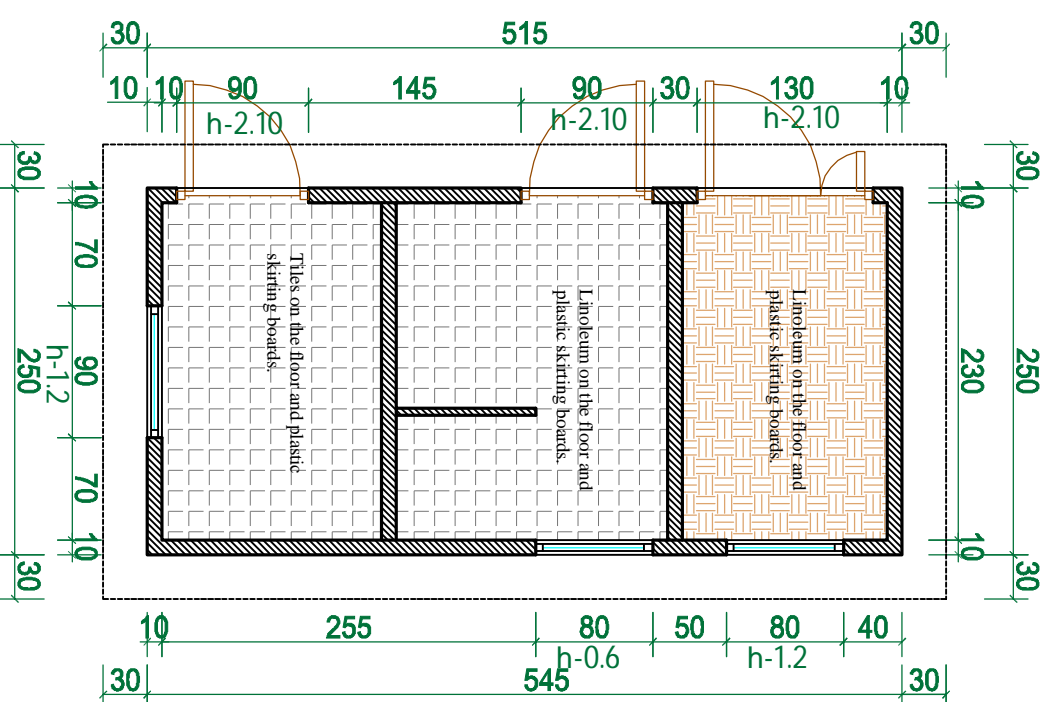 30 515 30
10 10 90 145 90 30 130 10
h-2.10 h-2.10 h-2.10
30 30
10 10
70
Tiles on the floor and plastic
skirting boards.
Linoleum on the floor and
plastic skirting boards.
Linoleum on the floor and
plastic skirting boards.
250 h-1.2 90 230 250
70
10 10
30 30
10 255 80 50 80 40
h-0.6 h-1.2
30 545 30